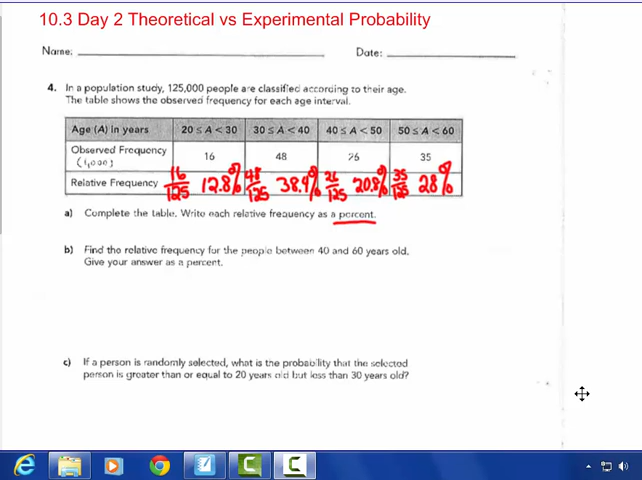 10.3 Day 2 Theoretical vs Experimental Probability
Name: Date:
4. In a population study, 125,000 people are classified according to their age.
The table shows the observed frequency for each age interval.
Age (A) in years 20 ≤ A < 30 30 ≤ A < 40 40 ≤ A < 50 50 ≤ A < 60
Observed Frequency (1,000) 16 48 26 35
Relative Frequency 16/125 12.8% 48/125 38.4% 26/125 20.8% 35/125 28%
a) Complete the table. Write each relative frequency as a percent.
b) Find the relative frequency for the people between 40 and 60 years old.
Give your answer as a percent.
c) If a person is randomly selected, what is the probability that the selected
person is greater than or equal to 20 years old but less than 30 years old?